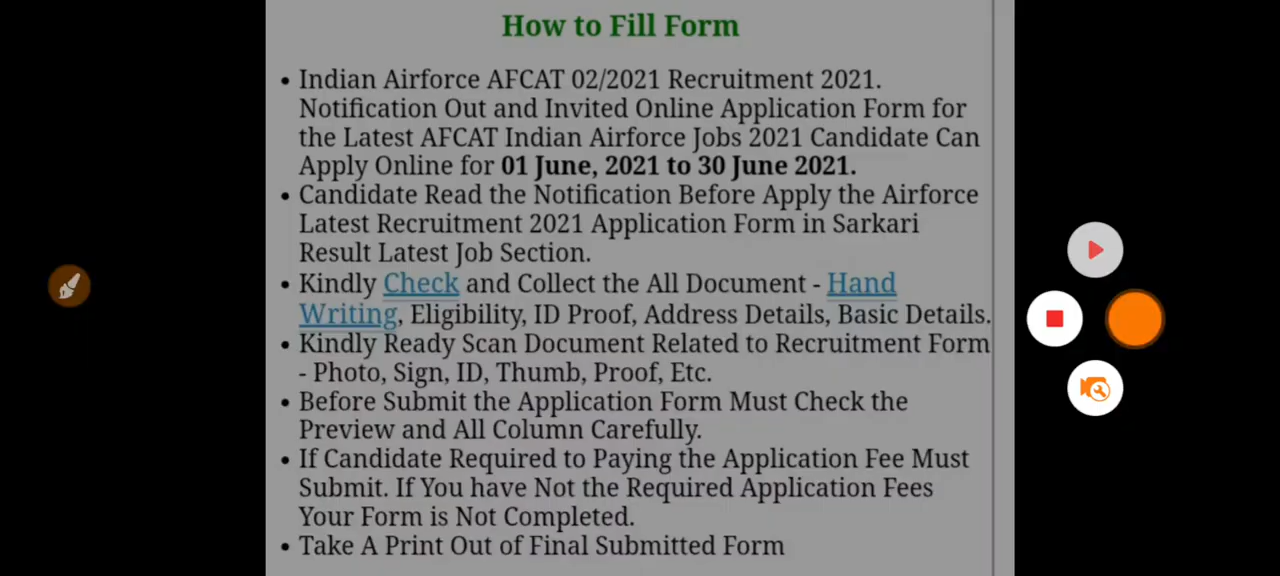 How to Fill Form
• Indian Airforce AFCAT 02/2021 Recruitment 2021.
Notification Out and Invited Online Application Form for
the Latest AFCAT Indian Airforce Jobs 2021 Candidate Can
Apply Online for 01 June, 2021 to 30 June 2021.
• Candidate Read the Notification Before Apply the Airforce
Latest Recruitment 2021 Application Form in Sarkari
Result Latest Job Section.
• Kindly Check and Collect the All Document - Hand
Writing, Eligibility, ID Proof, Address Details, Basic Details.
• Kindly Ready Scan Document Related to Recruitment Form
- Photo, Sign, ID, Thumb, Proof, Etc.
• Before Submit the Application Form Must Check the
Preview and All Column Carefully.
• If Candidate Required to Paying the Application Fee Must
Submit. If You have Not the Required Application Fees
Your Form is Not Completed.
• Take A Print Out of Final Submitted Form